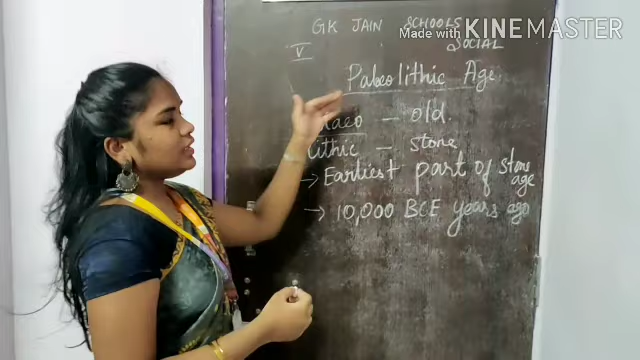 GK JAIN SCHOOLS
Made with KINEMASTER
V
SOCIAL
Paleolithic Age
laeo - old.
lithic - stone
→ Earliest part of stone age
→ 10,000 BCE years ago